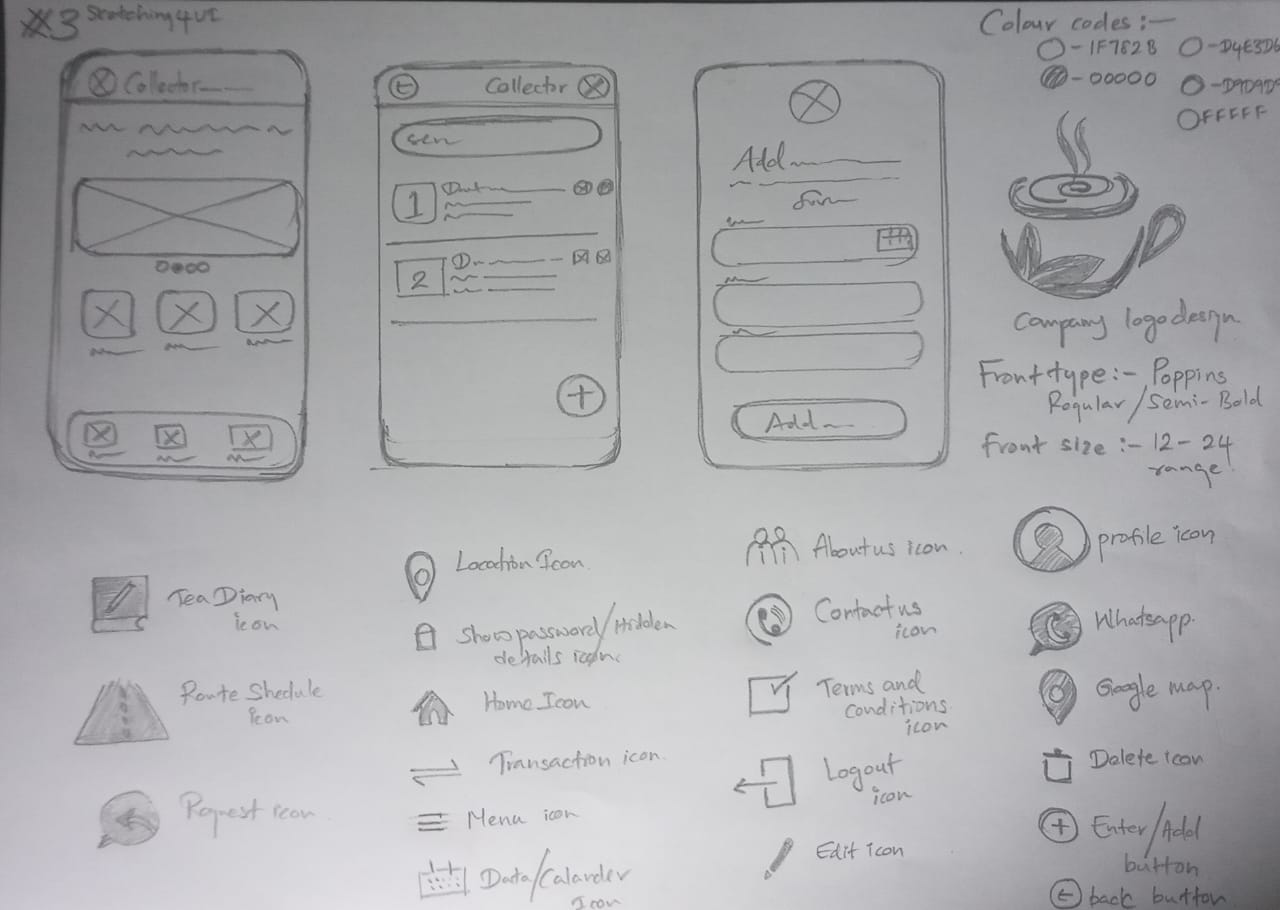 #3 Sketching 4 UI
Collector
Collector
1
2
Add
Add
Colour codes :-
- 1F7828
- D4E3D6
- 00000
- D9D9D9
FFFFF
Company logo design
Front type :- Poppins
Regular / Semi-Bold
Front size :- 12 - 24
range
Tea Diary
icon
Route Shedule
icon
Request icon
Location Icon
Show password / Hidden
details icon
Home Icon
Transaction icon
Menu icon
Data/Calander
Icon
About us icon
Contact us
icon
Terms and
conditions
icon
Logout
icon
Edit icon
profile icon
Whatsapp
Google map
Delete icon
Enter/Add
button
back button